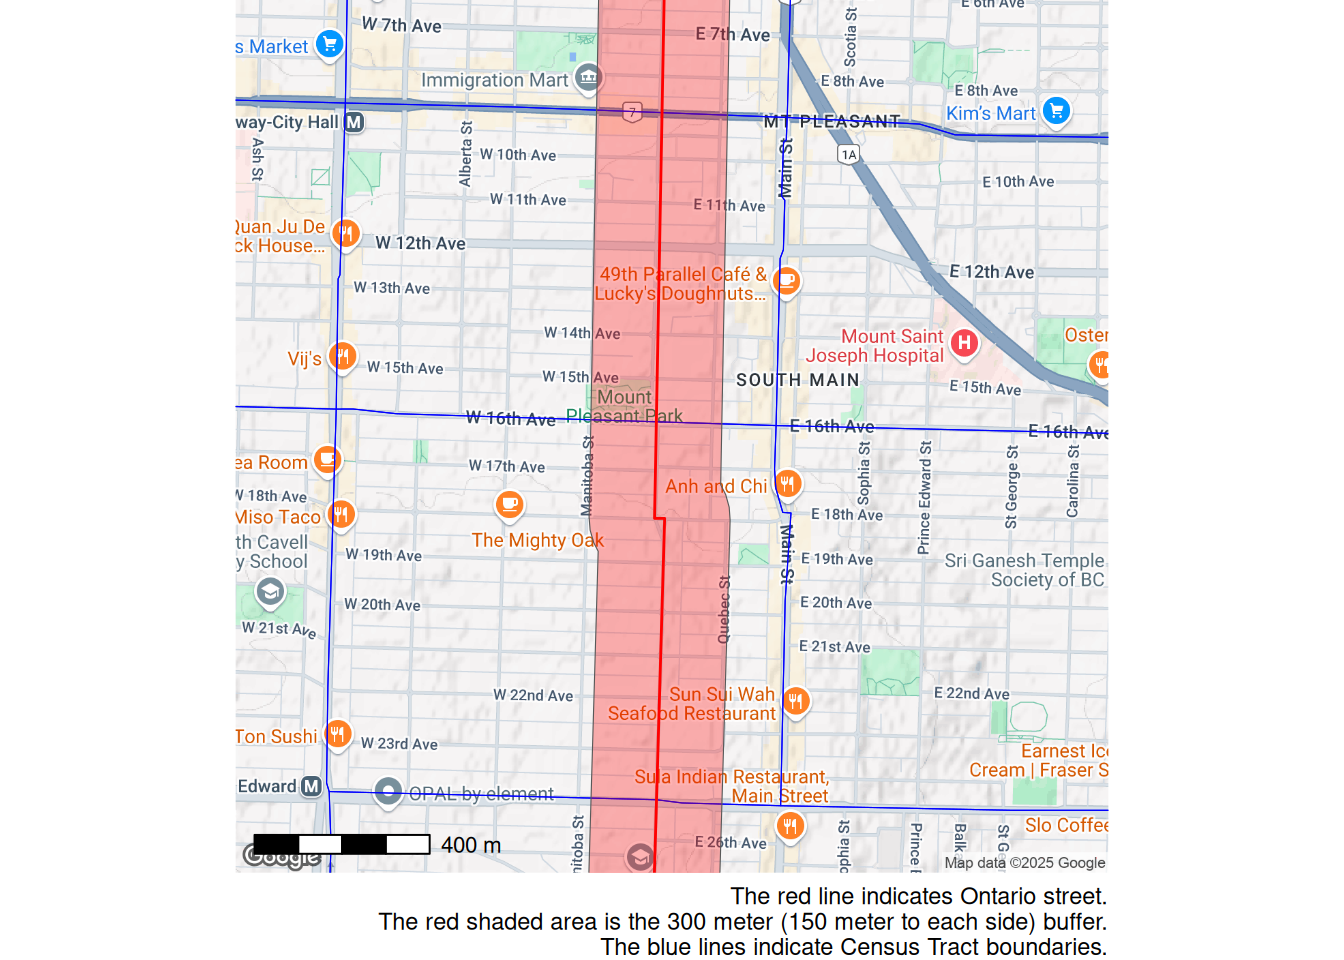 E 6th Ave
W 7th Ave
E 7th Ave
Scotia St
s Market
Immigration Mart
E 8th Ave
E 8th Ave
7
Kim's Mart
way-City Hall
M
MT PLEASANT
Ash St
Alberta St
W 10th Ave
Main St
1A
E 10th Ave
W 11th Ave
E 11th Ave
Quan Ju De
ck House...
W 12th Ave
E 12th Ave
49th Parallel Café &
Lucky's Doughnuts...
W 13th Ave
W 14th Ave
Mount Saint
Joseph Hospital
H
Oster
Vij's
W 15th Ave
W 15th Ave
SOUTH MAIN
E 15th Ave
Mount
Pleasant Park
W 16th Ave
E 16th Ave
E 16th Ave
ea Room
W 17th Ave
Manitoba St
Anh and Chi
Sophia St
Prince Edward St
St George St
Carolina St
W 18th Ave
Miso Taco
E 18th Ave
th Cavell
y School
The Mighty Oak
W 19th Ave
Main St
E 19th Ave
Sri Ganesh Temple
Society of BC
W 20th Ave
Quebec St
E 20th Ave
W 21st Ave
E 21st Ave
W 22nd Ave
Sun Sui Wah
Seafood Restaurant
E 22nd Ave
Ton Sushi
W 23rd Ave
Earnest Ice
Cream | Fraser S
Edward
M
OPAL by element
Sula Indian Restaurant,
Main Street
Slo Coffee
400 m
Google
nitoba St
E 26th Ave
ophia St
Prince E
Balka
St Ge
Map data ©2025 Google
The red line indicates Ontario street.
The red shaded area is the 300 meter (150 meter to each side) buffer.
The blue lines indicate Census Tract boundaries.